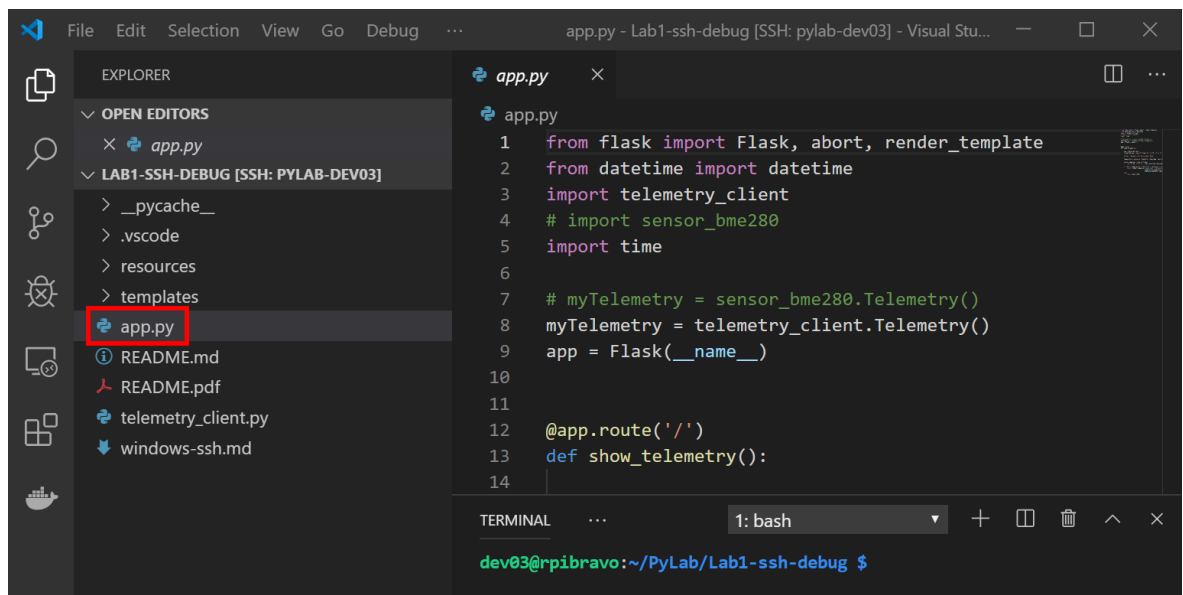 File Edit Selection View Go Debug ··· app.py - Lab1-ssh-debug [SSH: pylab-dev03] - Visual Stu...
EXPLORER
OPEN EDITORS
app.py
LAB1-SSH-DEBUG [SSH: PYLAB-DEV03]
__pycache__
.vscode
resources
templates
app.py
README.md
README.pdf
telemetry_client.py
windows-ssh.md
app.py
app.py
1 from flask import Flask, abort, render_template
2 from datetime import datetime
3 import telemetry_client
4 # import sensor_bme280
5 import time
6
7 # myTelemetry = sensor_bme280.Telemetry()
8 myTelemetry = telemetry_client.Telemetry()
9 app = Flask(__name__)
10
11
12 @app.route('/')
13 def show_telemetry():
14
TERMINAL ··· 1: bash
dev03@rpibravo:~/PyLab/Lab1-ssh-debug $